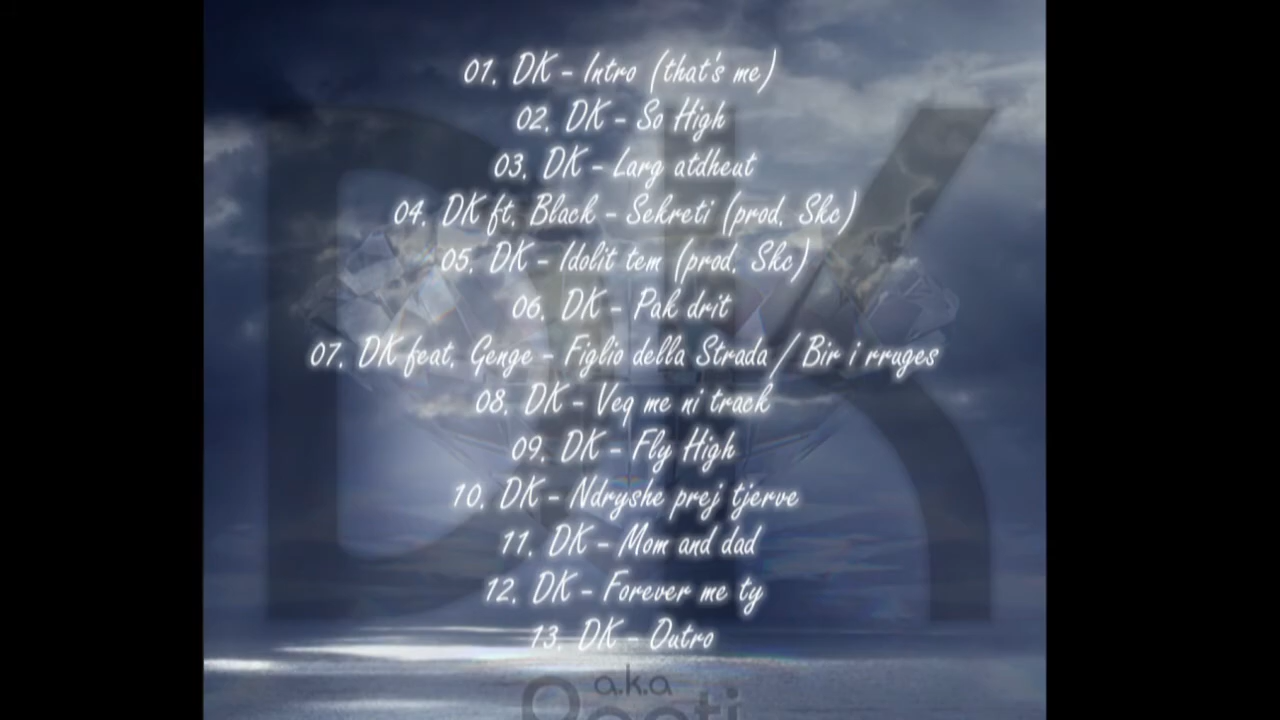 01. DK - Intro (that's me)
02. DK - So High
03. DK - Larg atdheut
04. DK ft. Black - Sekreti (prod. Skc)
05. DK - Idolit tem (prod. Skc)
06. DK - Pak drit
07. DK feat. Genge - Figlio della Strada / Bir i rruges
08. DK - Veq me ni track
09. DK - Fly High
10. DK - Ndryshe prej tjerve
11. DK - Mom and dad
12. DK - Forever me ty
13. DK - Outro
DK
a.k.a